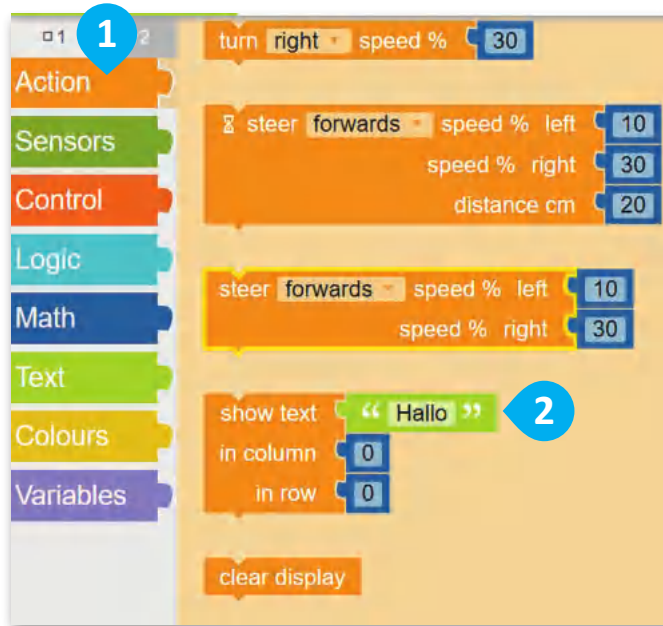 1 1 2
Action
Sensors
Control
Logic
Math
Text
Colours
Variables
turn right speed % 30
steer forwards speed % left 10
speed % right 30
distance cm 20
steer forwards speed % left 10
speed % right 30
show text “ Hallo ” 2
in column 0
in row 0
clear display